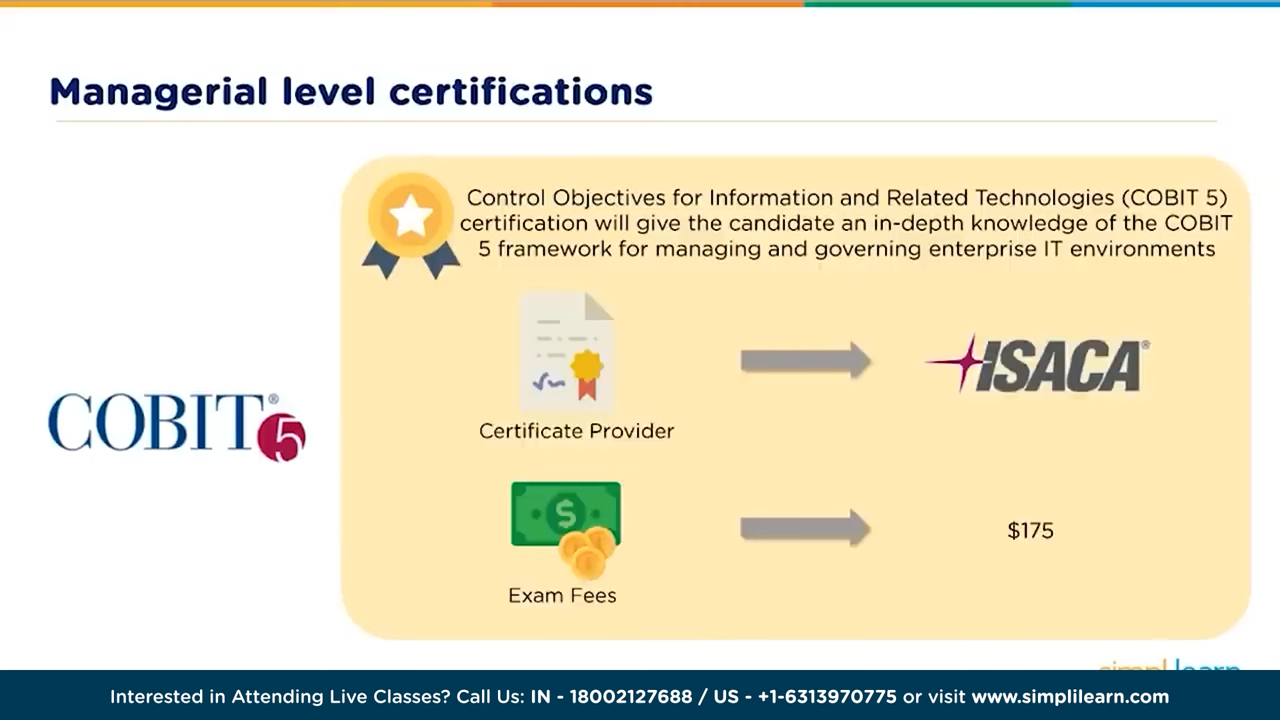 Managerial level certifications
Control Objectives for Information and Related Technologies (COBIT 5)
certification will give the candidate an in-depth knowledge of the COBIT
5 framework for managing and governing enterprise IT environments
COBIT® 5
Certificate Provider
ISACA®
Exam Fees
$175
simplilearn
Interested in Attending Live Classes? Call Us: IN - 18002127688 / US - +1-6313970775 or visit www.simplilearn.com